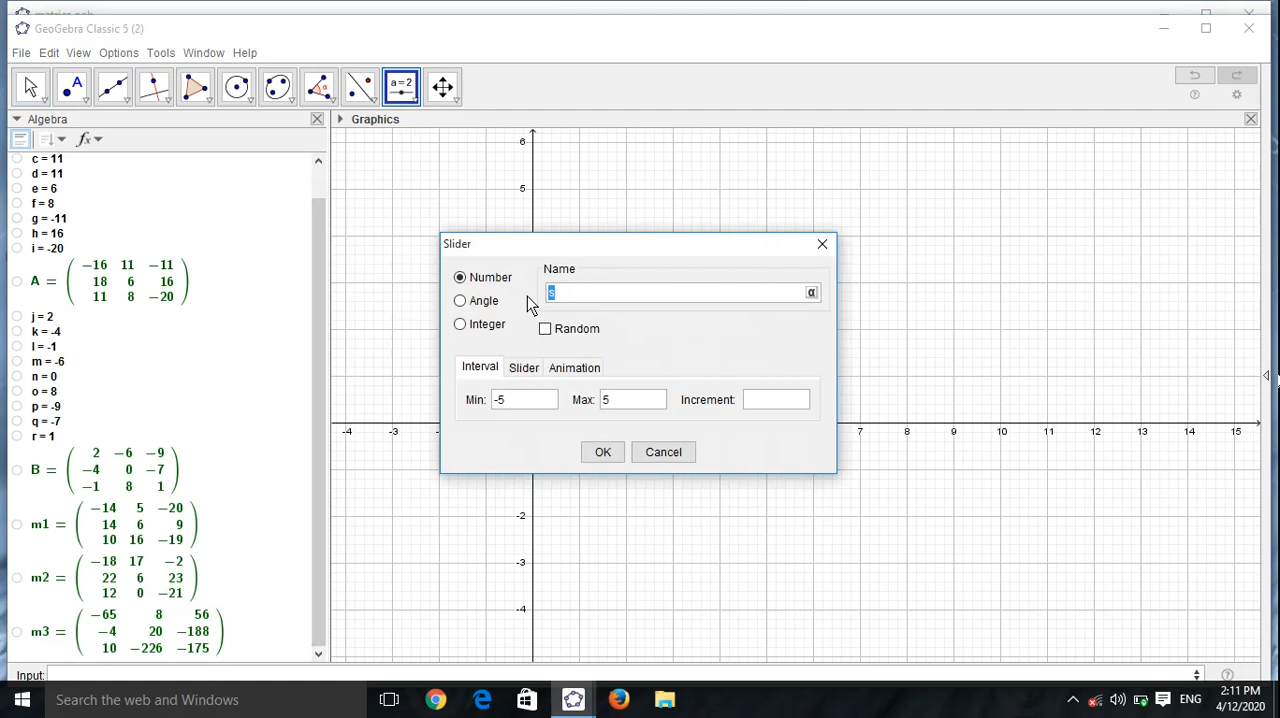 GeoGebra Classic 5 (2)
File Edit View Options Tools Window Help
A
α
a=2
Algebra
Graphics
fx
c = 11
d = 11
e = 6
f = 8
g = -11
h = 16
i = -20
A = 
-16 11 -11
18 6 16
11 8 -20
j = 2
k = -4
l = -1
m = -6
n = 0
o = 8
p = -9
q = -7
r = 1
B = 
2 -6 -9
-4 0 -7
-1 8 1
m1 = 
-14 5 -20
14 6 9
10 16 -19
m2 = 
-18 17 -2
22 6 23
12 0 -21
m3 = 
-65 8 56
-4 20 -188
10 -226 -175
6
5
-4 -3
7 8 9 10 11 12 13 14 15
-2
-3
-4
Slider
Number
Angle
Integer
Name
s
α
Random
Interval Slider Animation
Min: -5 Max: 5 Increment:
OK Cancel
Input:
Search the web and Windows
ENG
2:11 PM
4/12/2020